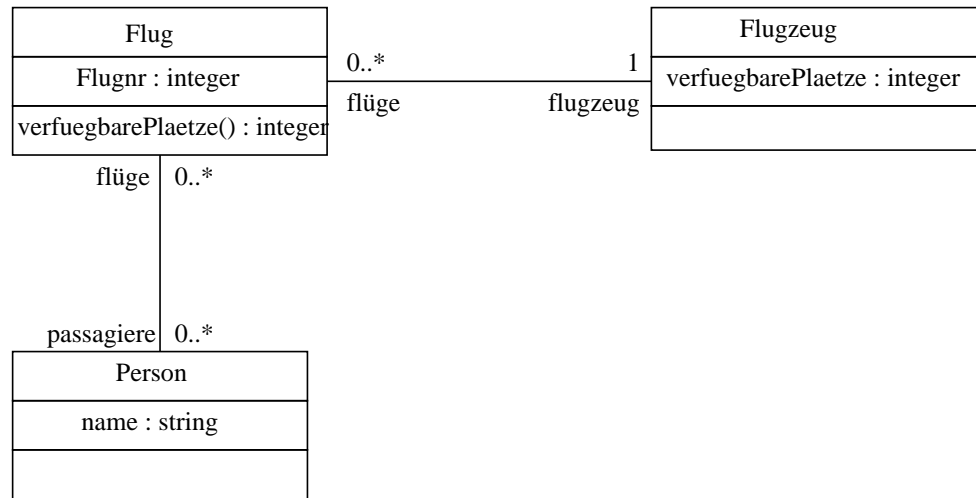 Flug
Flugnr : integer
verfuegbarePlaetze() : integer
0..*
1
flüge
flugzeug
Flugzeug
verfuegbarePlaetze : integer
flüge
0..*
passagiere
0..*
Person
name : string